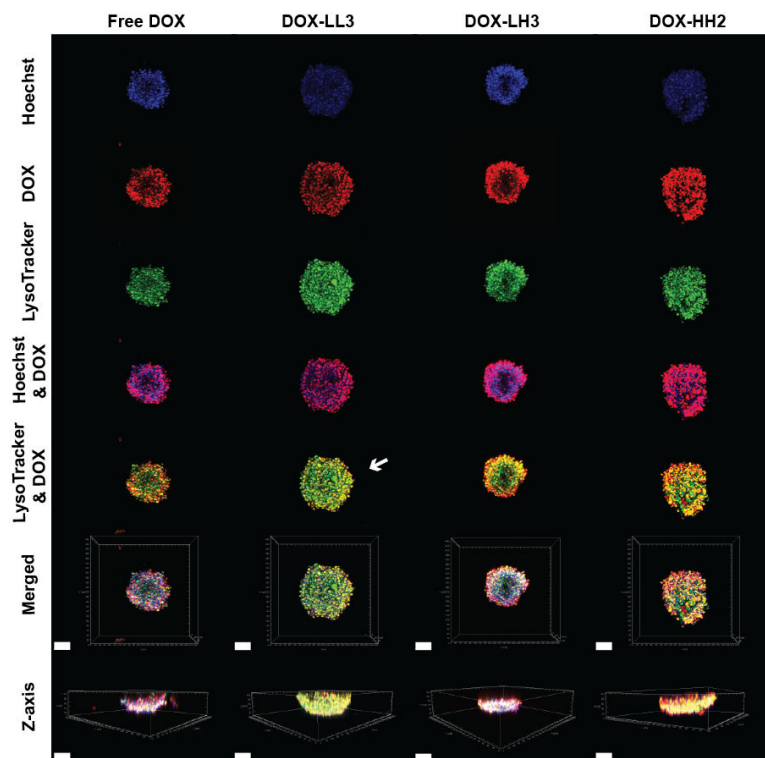 Free DOX DOX-LL3 DOX-LH3 DOX-HH2
Hoechst
DOX
LysoTracker
Hoechst
& DOX
LysoTracker
& DOX
Merged
Z-axis